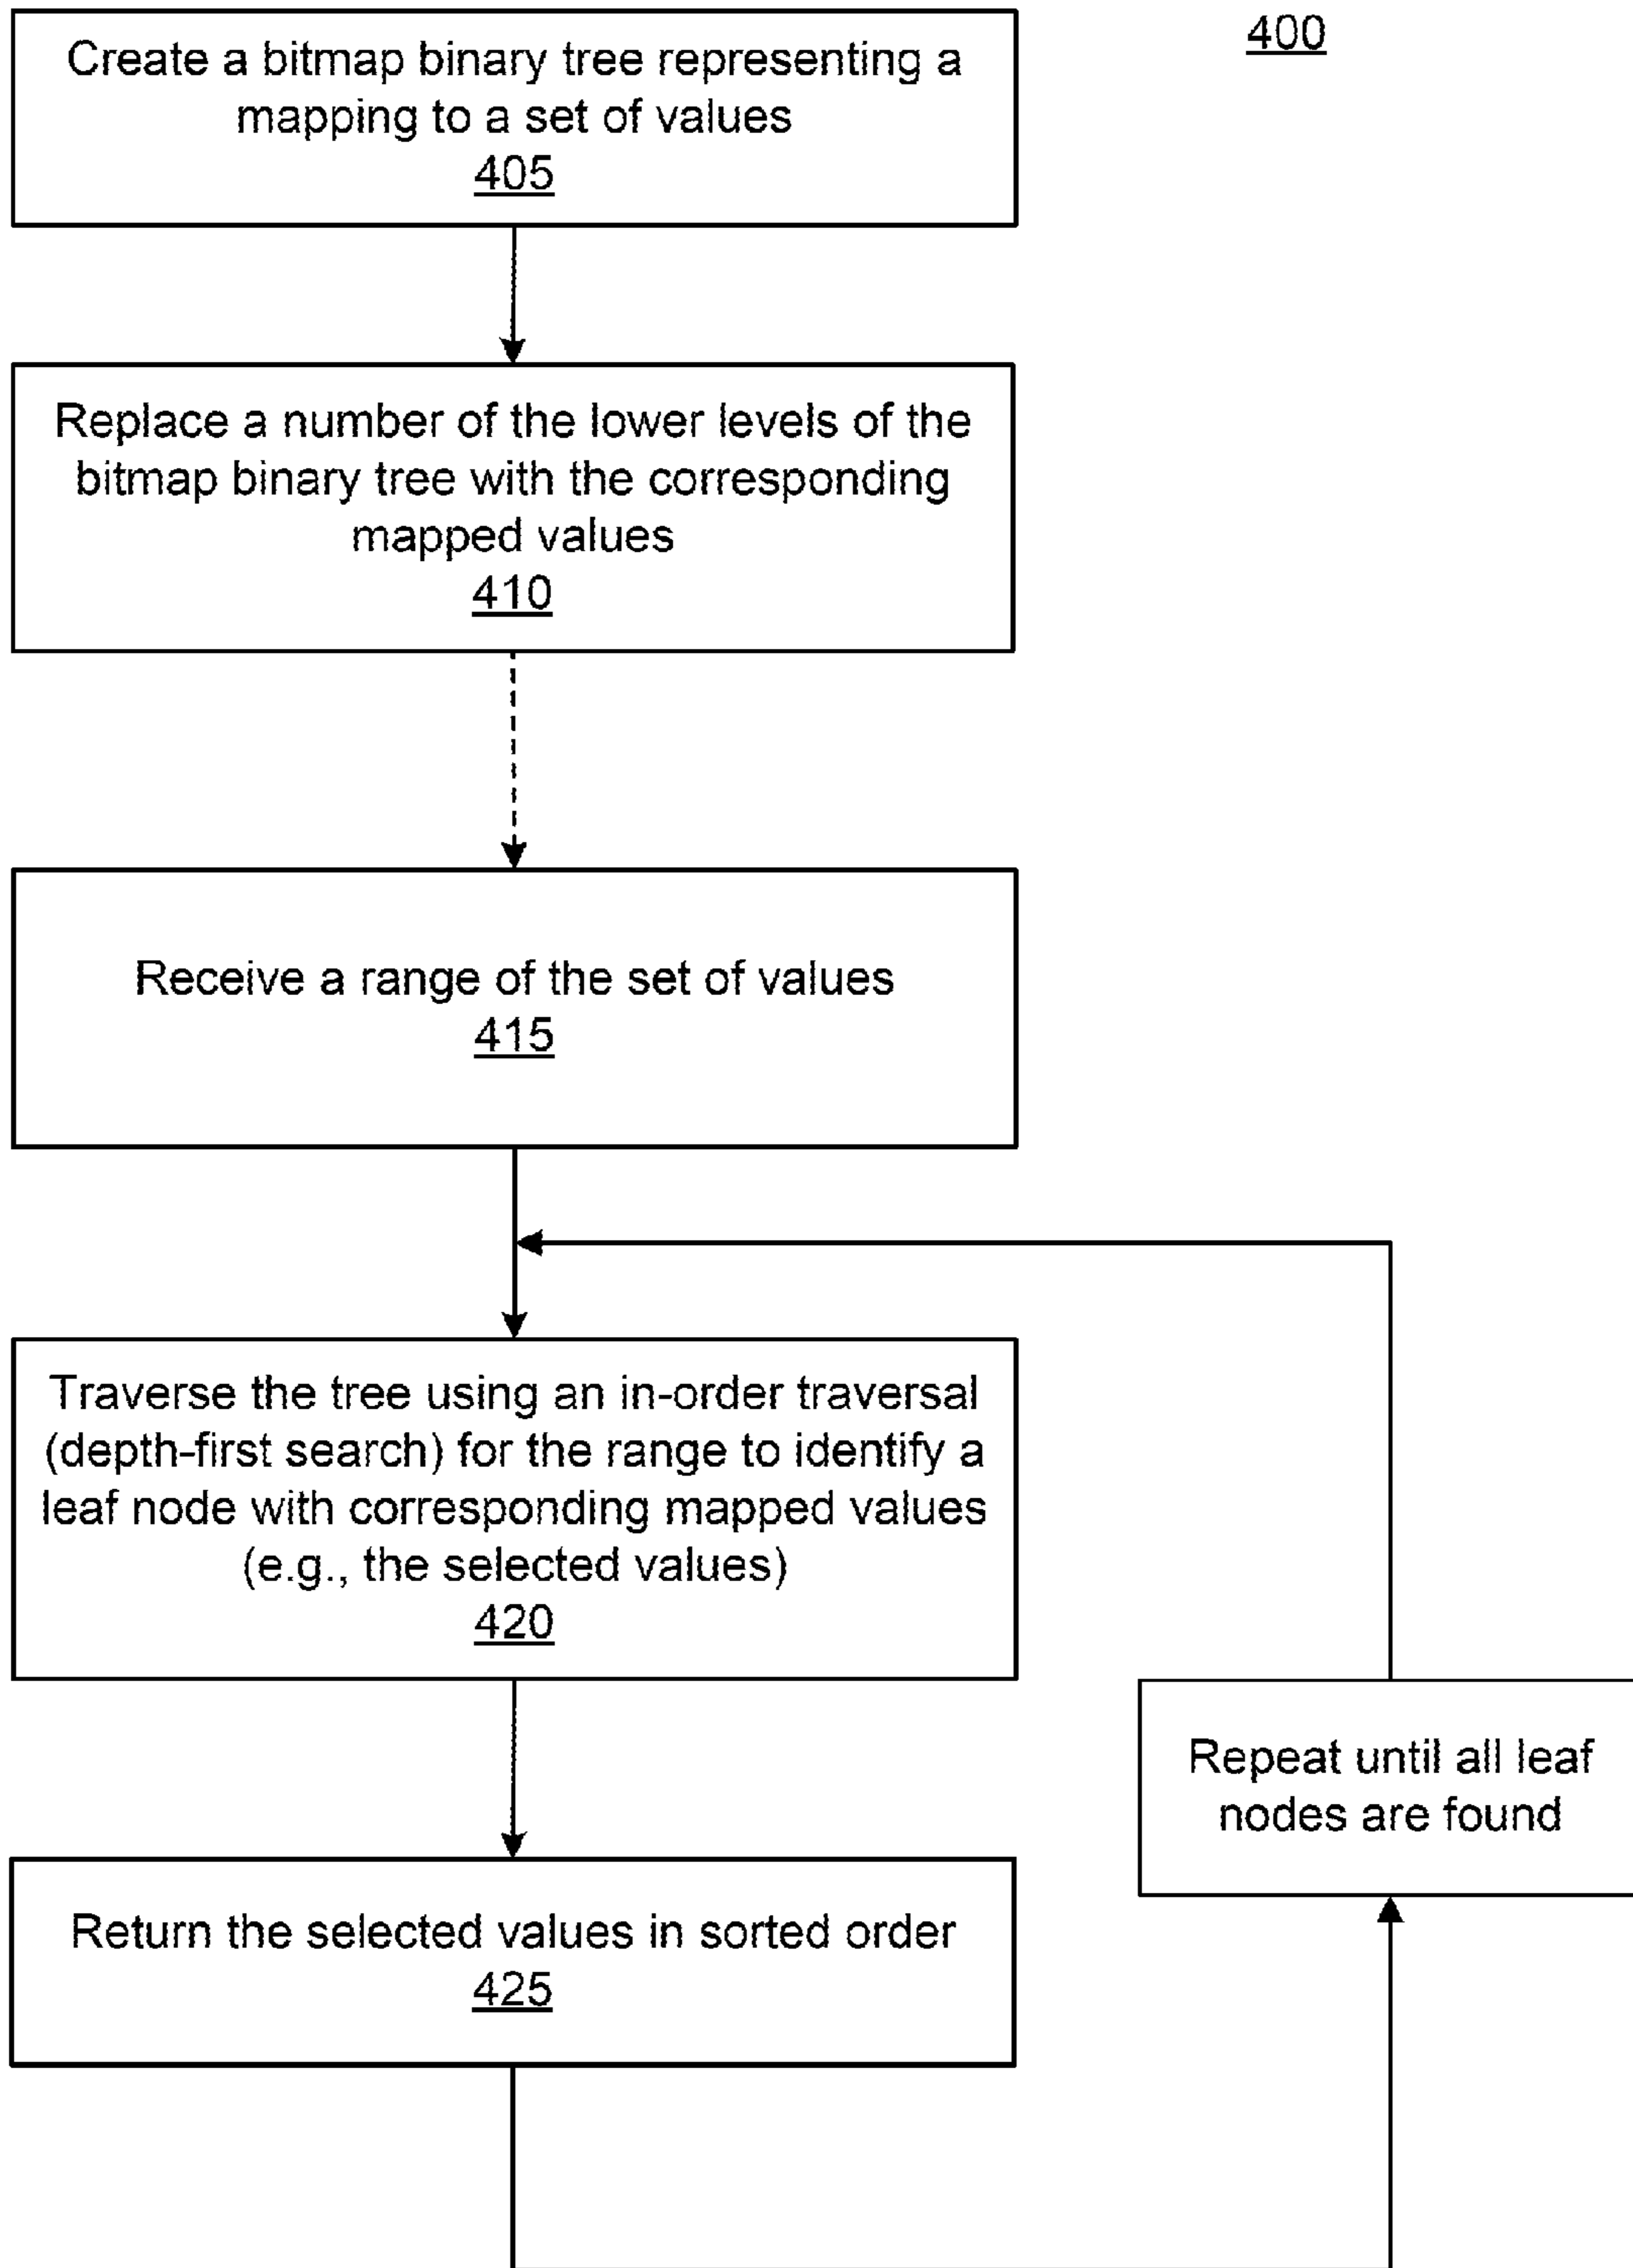 400
Create a bitmap binary tree representing a
mapping to a set of values
405
Replace a number of the lower levels of the
bitmap binary tree with the corresponding
mapped values
410
Receive a range of the set of values
415
Traverse the tree using an in-order traversal
(depth-first search) for the range to identify a
leaf node with corresponding mapped values
(e.g., the selected values)
420
Repeat until all leaf
nodes are found
Return the selected values in sorted order
425